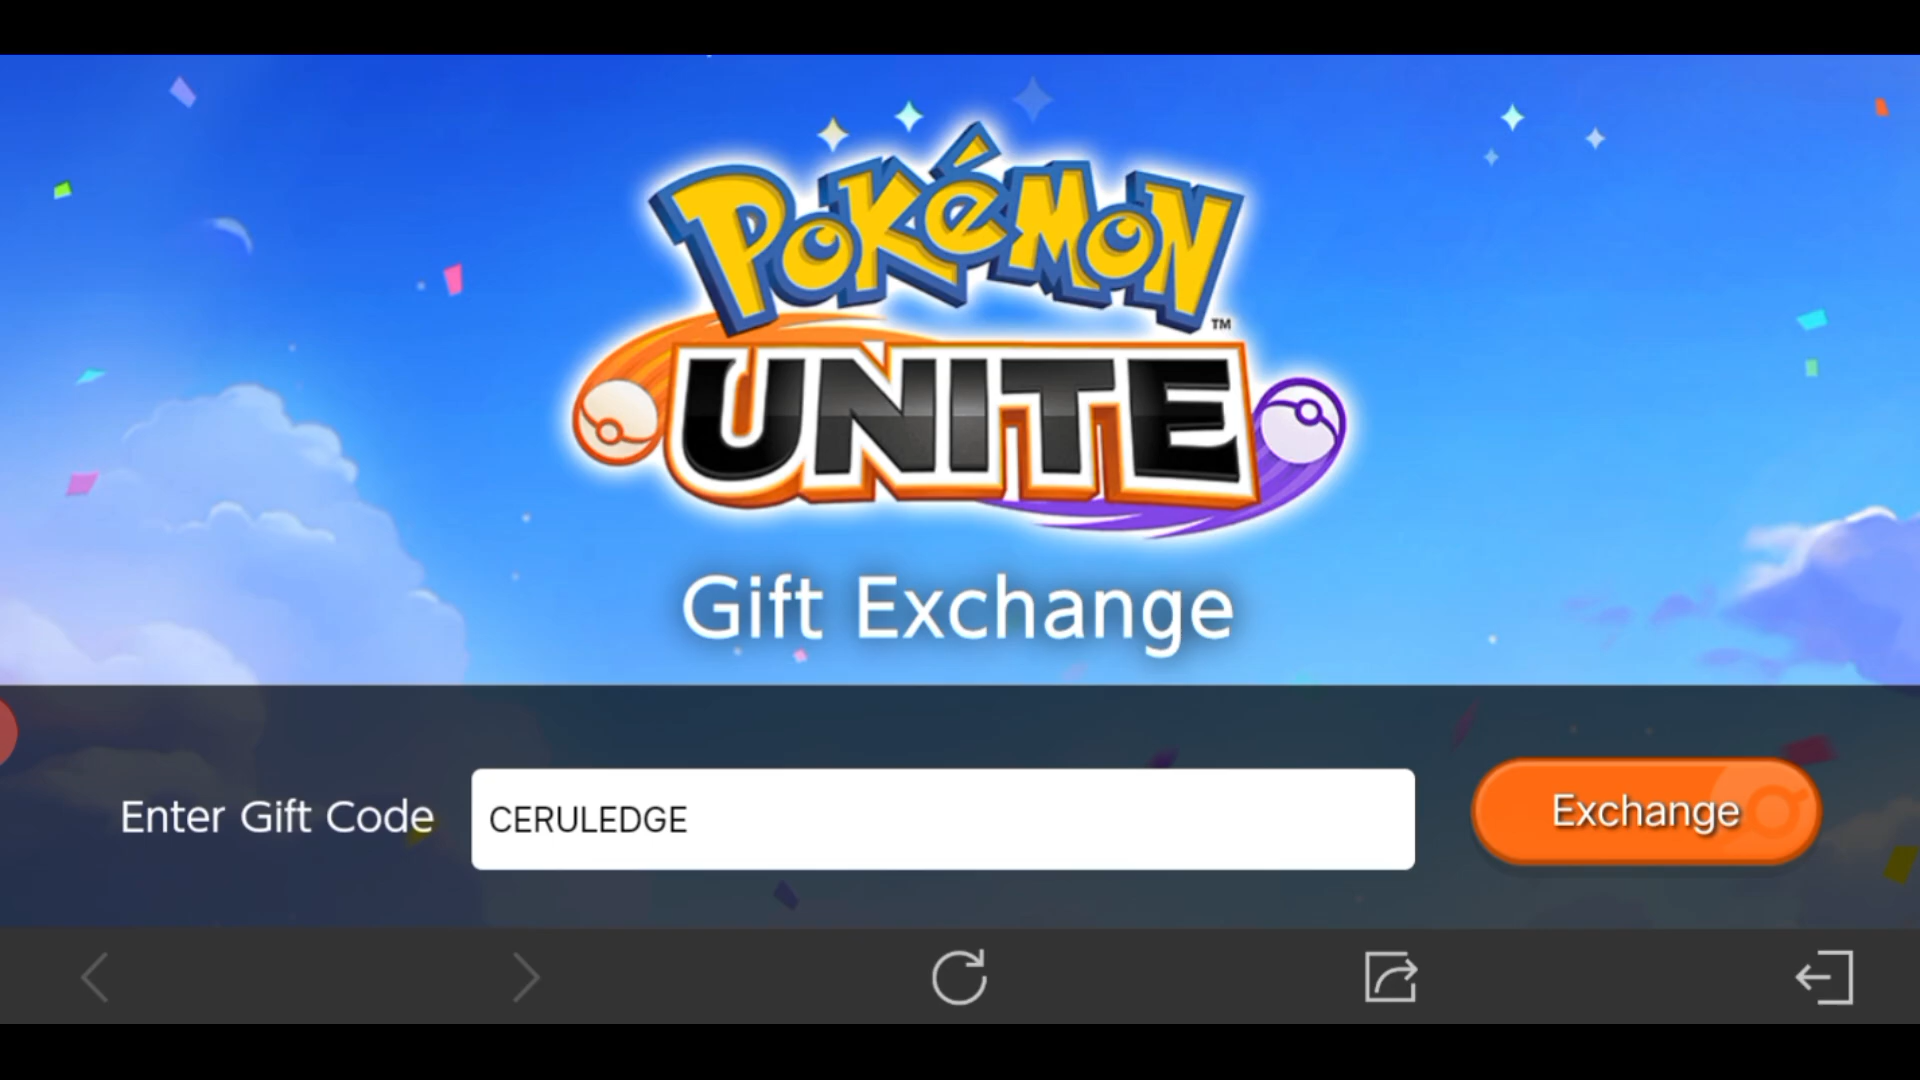 POKéMON
TM
UNITE
Gift Exchange
Enter Gift Code
CERULEDGE
Exchange